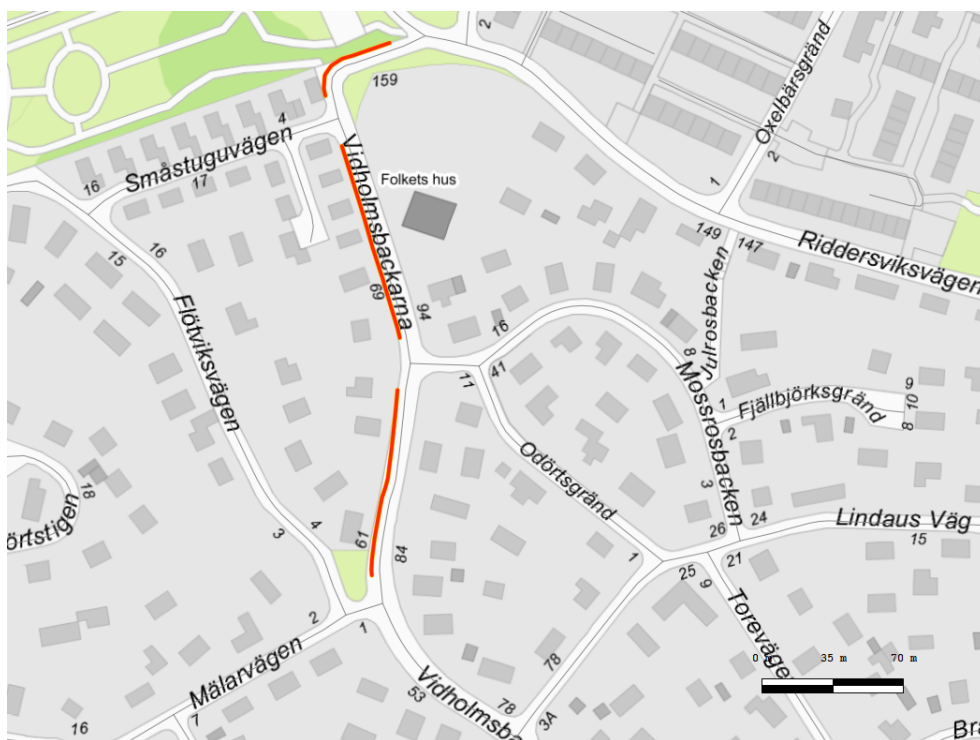 2
159
Oxelbärsgränd
4
Småstuguvägen
16
17
Vidholmsbackarna
Folkets hus
2
1
15
16
149
147
Riddersviksvägen
69
94
Julrosbacken
Flötviksvägen
16
8
11
41
Mossrosbacken
1
Fjällbjörksgränd
9
10
8
2
Odörtsgränd
18
3
örtstigen
3
4
61
84
26
24
Lindaus Väg
15
1
25
9
21
Torevägen
2
1
Mälarvägen
78
0 m
35 m
70 m
53
Vidholmsba
78
3A
16
7
Bra